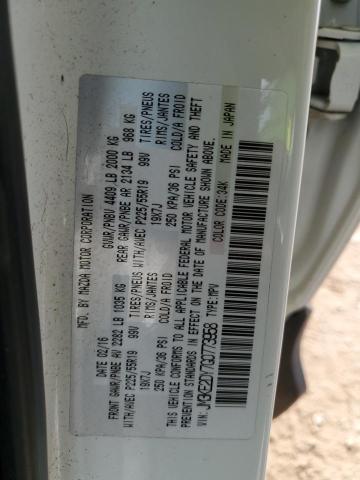 MFD. BY MAZDA MOTOR CORPORATION
DATE: 02/16 GVWR/PNBV 4409 LB 2000 KG
FRONT GAWR/PNBE AV 2282 LB 1035 KG REAR GAWR/PNBE AR 2134 LB 968 KG
WITH/AVEC P225/55R19 99V TIRES/PNEUS WITH/AVEC P225/55R19 99V TIRES/PNEUS
19X7J RIMS/JANTES 19X7J RIMS/JANTES
250 KPA/36 PSI COLD/A FROID 250 KPA/36 PSI COLD/A FROID
THIS VEHICLE CONFORMS TO ALL APPLICABLE FEDERAL MOTOR VEHICLE SAFETY AND THEFT
PREVENTION STANDARDS IN EFFECT ON THE DATE OF MANUFACTURE SHOWN ABOVE.
VIN: TYPE: MPV COLOR CODE: 34K MADE IN JAPAN